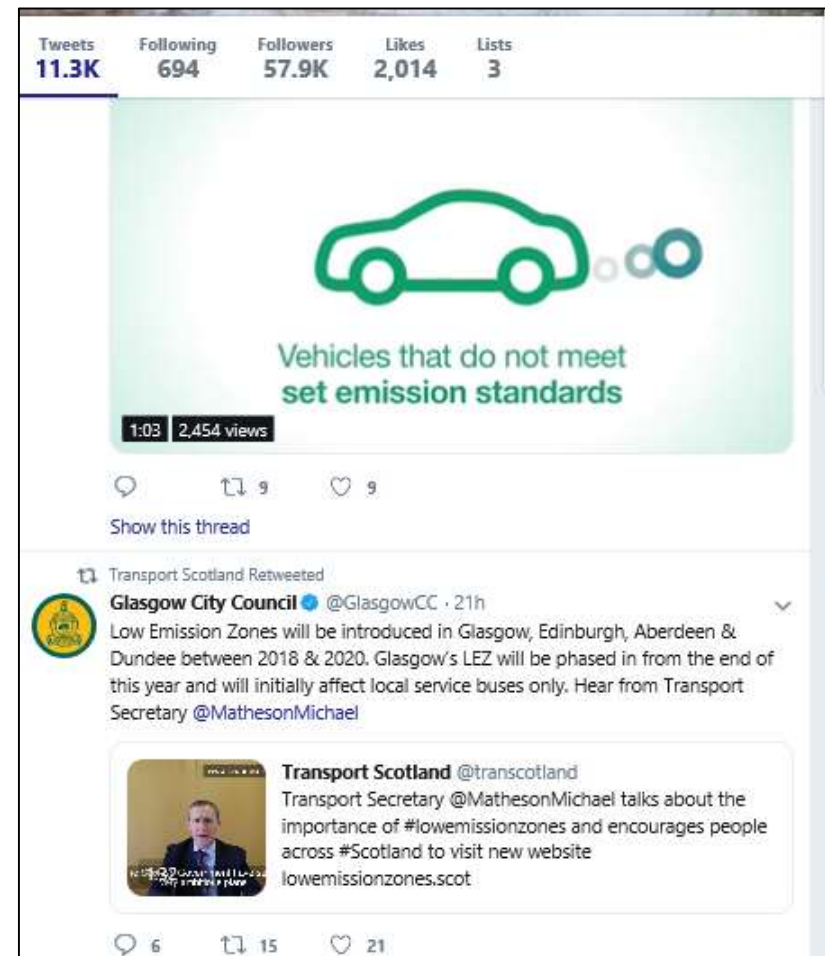 Tweets Following Followers Likes Lists
11.3K 694 57.9K 2,014 3
Vehicles that do not meet
set emission standards
1:03 2,454 views
9 9
Show this thread
Transport Scotland Retweeted
Glasgow City Council @GlasgowCC · 21h
Low Emission Zones will be introduced in Glasgow, Edinburgh, Aberdeen &
Dundee between 2018 & 2020. Glasgow's LEZ will be phased in from the end of
this year and will initially affect local service buses only. Hear from Transport
Secretary @MathesonMichael
Transport Scotland @transcotland
Transport Secretary @MathesonMichael talks about the
importance of #lowemissionzones and encourages people
across #Scotland to visit new website
lowemissionzones.scot
1:32
6 15 21